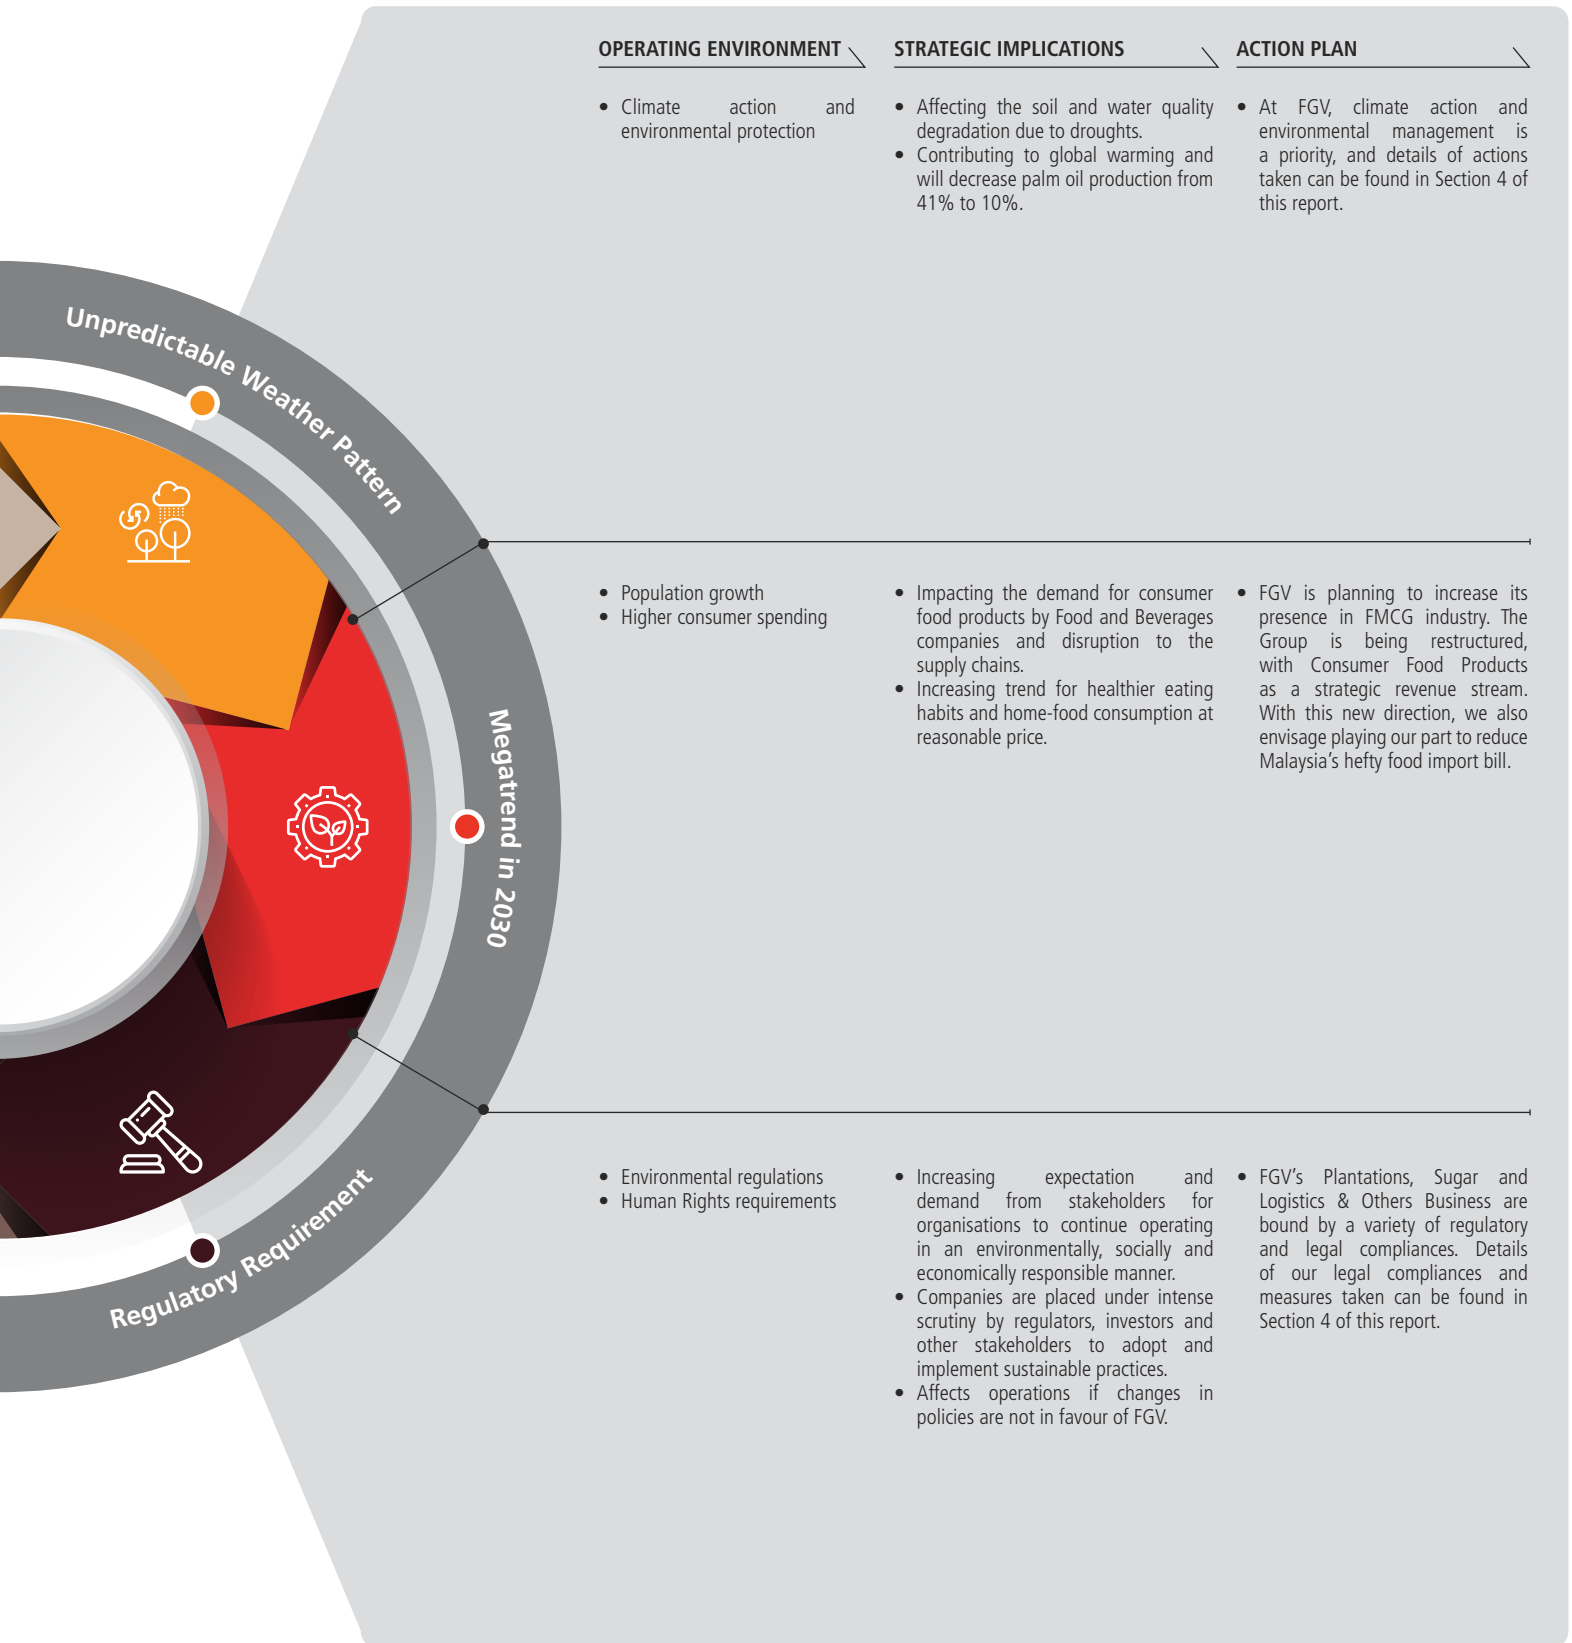 OPERATING ENVIRONMENT
STRATEGIC IMPLICATIONS
ACTION PLAN
• Climate action and
environmental protection
• Affecting the soil and water quality
degradation due to droughts.
• Contributing to global warming and
will decrease palm oil production from
41% to 10%.
• At FGV, climate action and
environmental management is
a priority, and details of actions
taken can be found in Section 4 of
this report.
Unpredictable Weather Pattern
• Population growth
• Higher consumer spending
• Impacting the demand for consumer
food products by Food and Beverages
companies and disruption to the
supply chains.
• Increasing trend for healthier eating
habits and home-food consumption at
reasonable price.
• FGV is planning to increase its
presence in FMCG industry. The
Group is being restructured,
with Consumer Food Products
as a strategic revenue stream.
With this new direction, we also
envisage playing our part to reduce
Malaysia’s hefty food import bill.
Megatrend in 2030
• Environmental regulations
• Human Rights requirements
• Increasing expectation and
demand from stakeholders for
organisations to continue operating
in an environmentally, socially and
economically responsible manner.
• Companies are placed under intense
scrutiny by regulators, investors and
other stakeholders to adopt and
implement sustainable practices.
• Affects operations if changes in
policies are not in favour of FGV.
• FGV’s Plantations, Sugar and
Logistics & Others Business are
bound by a variety of regulatory
and legal compliances. Details
of our legal compliances and
measures taken can be found in
Section 4 of this report.
Regulatory Requirement